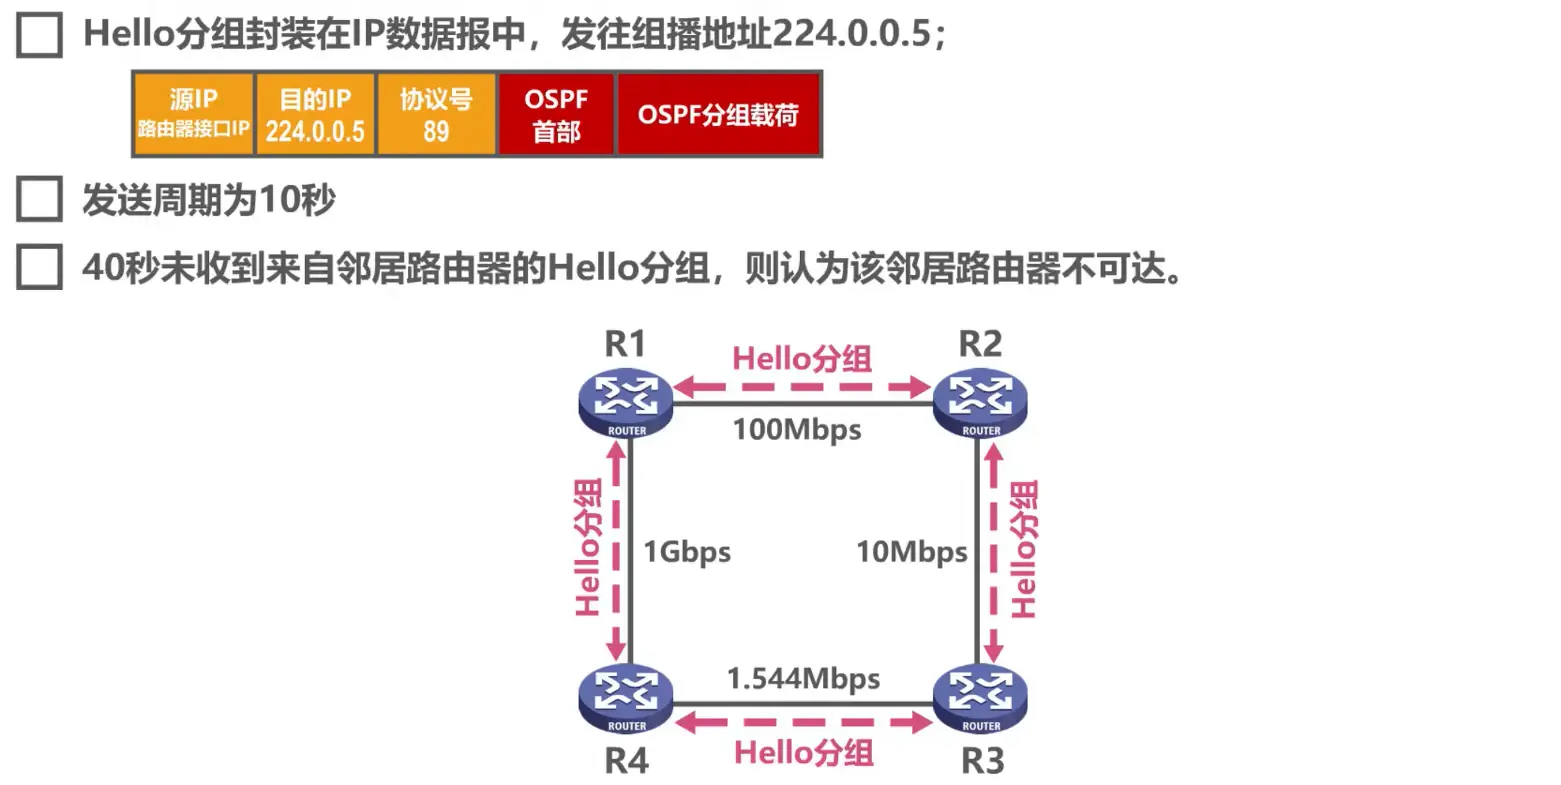 Hello分组封装在IP数据报中，发往组播地址224.0.0.5；
源IP
路由器接口IP
目的IP
224.0.0.5
协议号
89
OSPF
首部
OSPF分组载荷
发送周期为10秒
40秒未收到来自邻居路由器的Hello分组，则认为该邻居路由器不可达。
R1
Hello分组
R2
ROUTER
100Mbps
ROUTER
Hello分组
1Gbps
10Mbps
Hello分组
ROUTER
1.544Mbps
ROUTER
R4
Hello分组
R3